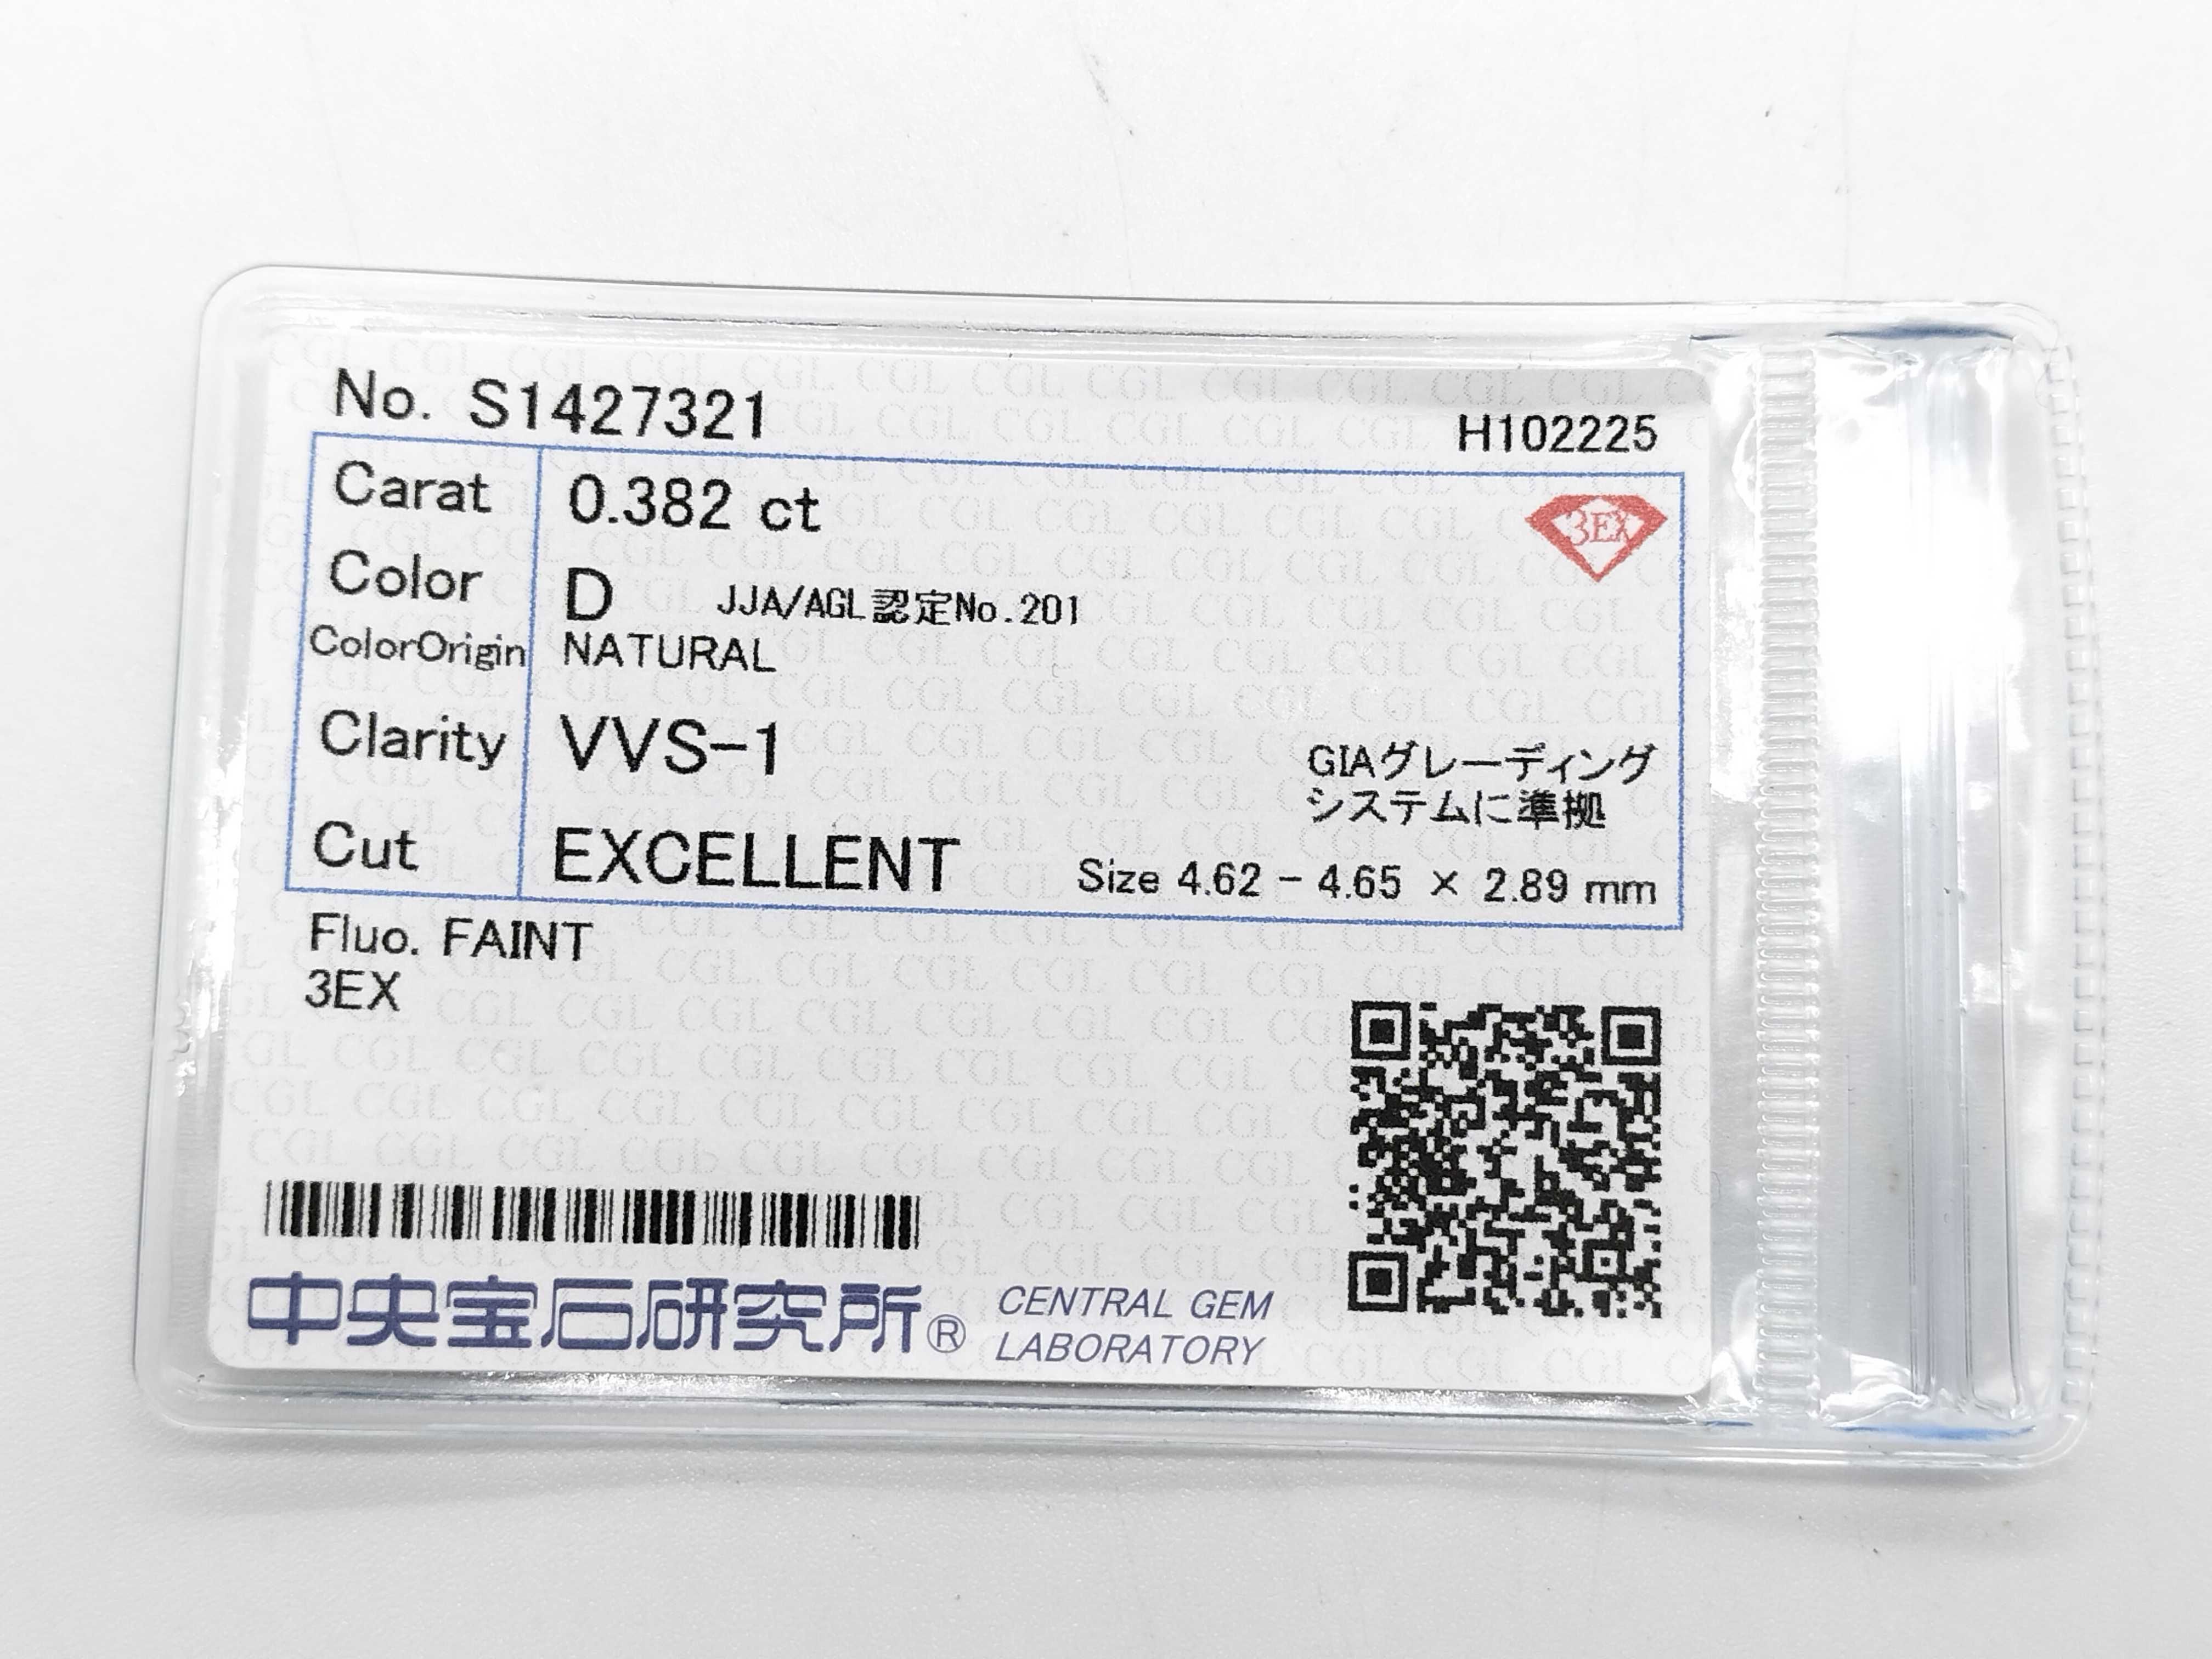 No. S1427321
H102225
Carat 0.382 ct
3EX
Color D JJA/AGL認定No.201
ColorOrigin NATURAL
Clarity VVS-1
GIAグレーディング
システムに準拠
Cut EXCELLENT Size 4.62 - 4.65 × 2.89 mm
Fluo. FAINT
3EX
中央宝石研究所® CENTRAL GEM
LABORATORY